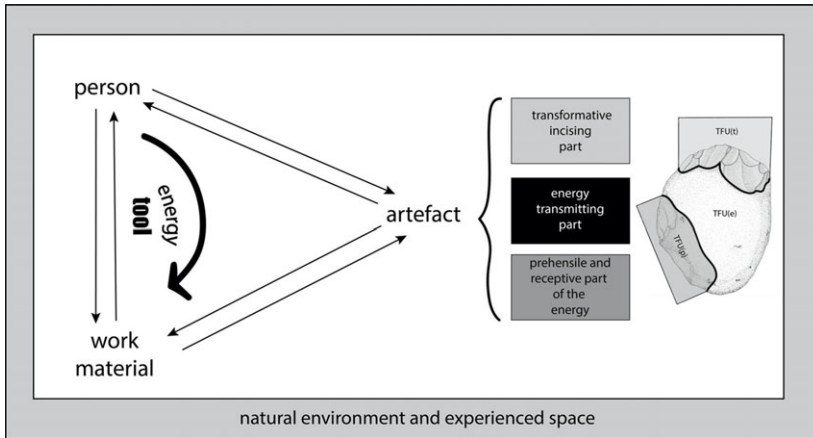 person
energy
tool
work
material
artefact
transformative
incising
part
energy
transmitting
part
prehensile and
receptive part
of the
energy
TFU(t)
TFU(e)
TFU(p)
natural environment and experienced space